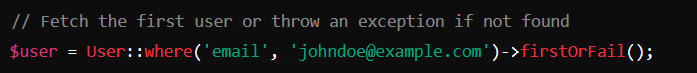 // Fetch the first user or throw an exception if not found
$user = User::where('email', 'johndoe@example.com')->firstOrFail();